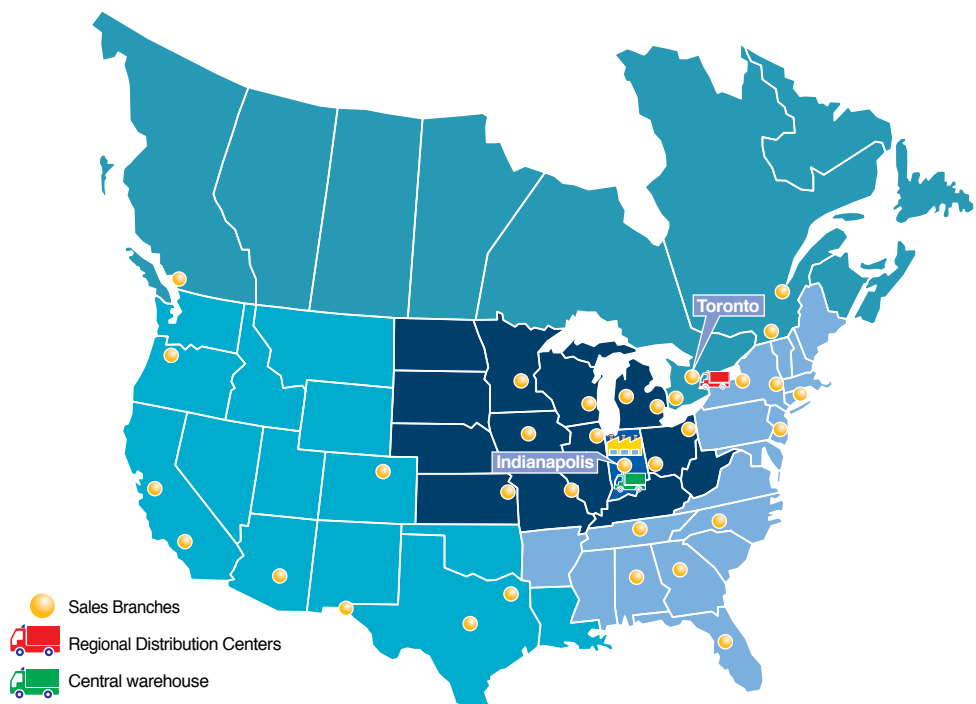 Toronto
Indianapolis
Sales Branches
Regional Distribution Centers
Central warehouse